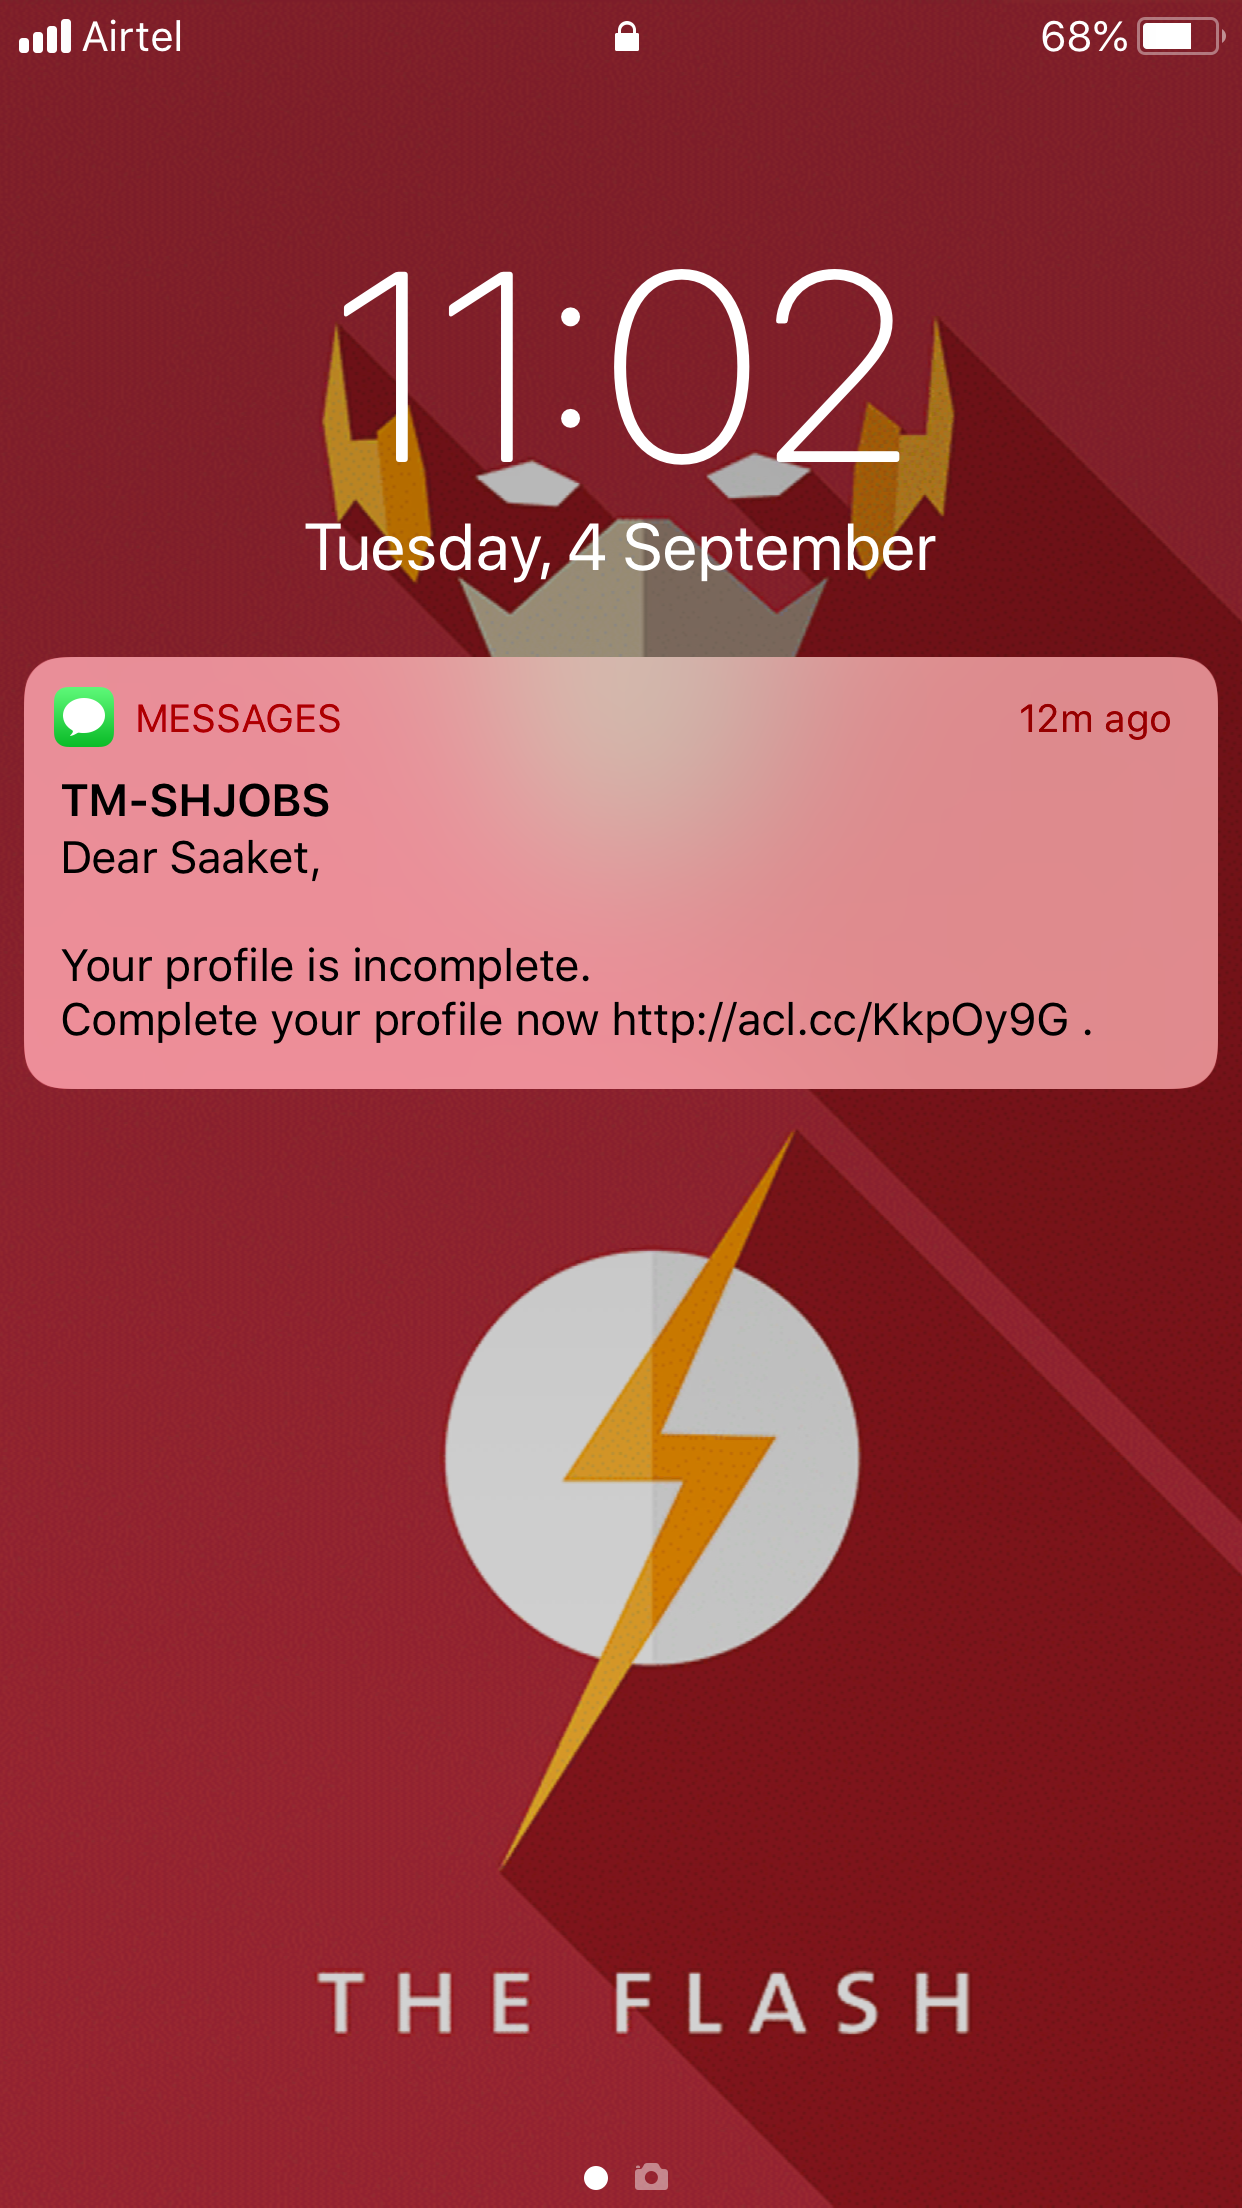 Airtel
68%
11:02
Tuesday, 4 September
MESSAGES
12m ago
TM-SHJOBS
Dear Saaket,
Your profile is incomplete.
Complete your profile now http://acl.cc/KkpOy9G .
THE FLASH